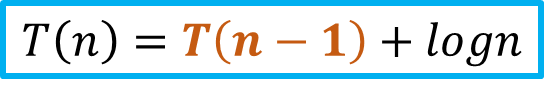 T(n) = T(n − 1) + logn